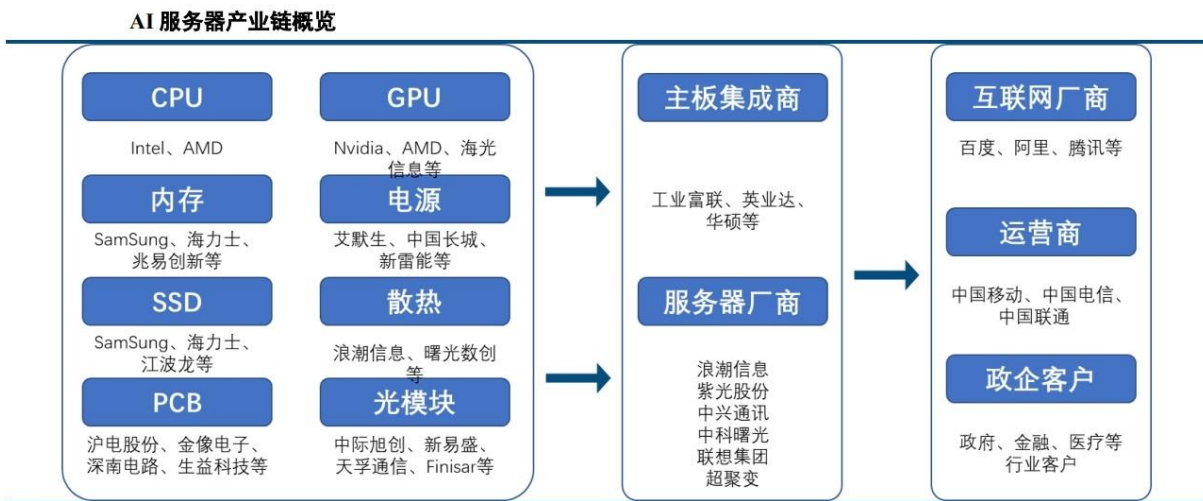 AI 服务器产业链概览
CPU
Intel、AMD
GPU
Nvidia、AMD、海光
信息等
内存
SamSung、海力士、
兆易创新等
电源
艾默生、中国长城、
新雷能等
SSD
SamSung、海力士、
江波龙等
散热
浪潮信息、曙光数创
等
PCB
沪电股份、金像电子、
深南电路、生益科技等
光模块
中际旭创、新易盛、
天孚通信、Finisar等
主板集成商
工业富联、英业达、
华硕等
服务器厂商
浪潮信息
紫光股份
中兴通讯
中科曙光
联想集团
超聚变
互联网厂商
百度、阿里、腾讯等
运营商
中国移动、中国电信、
中国联通
政企客户
政府、金融、医疗等
行业客户